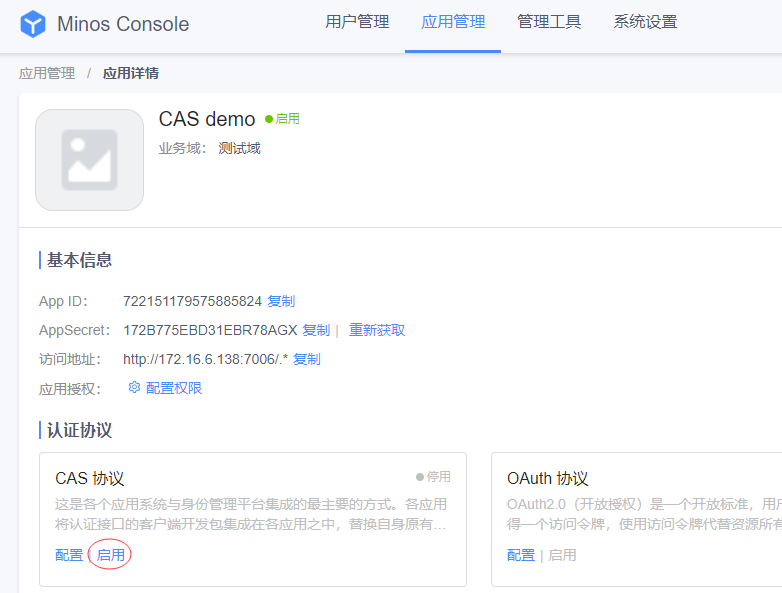 Minos Console 用户管理 应用管理 管理工具 系统设置
应用管理 / 应用详情
CAS demo 启用
业务域： 测试域
基本信息
App ID： 722151179575885824 复制
AppSecret： 172B775EBD31EBR78AGX 复制 | 重新获取
访问地址： http://172.16.6.138:7006/.* 复制
应用授权： 配置权限
认证协议
CAS 协议 停用
这是各个应用系统与身份管理平台集成的最主要的方式。各应用
将认证接口的客户端开发包集成在各应用之中，替换自身原有...
配置 | 启用
OAuth 协议
OAuth2.0（开放授权）是一个开放标准，用户
得一个访问令牌，使用访问令牌代替资源所有
配置 | 启用